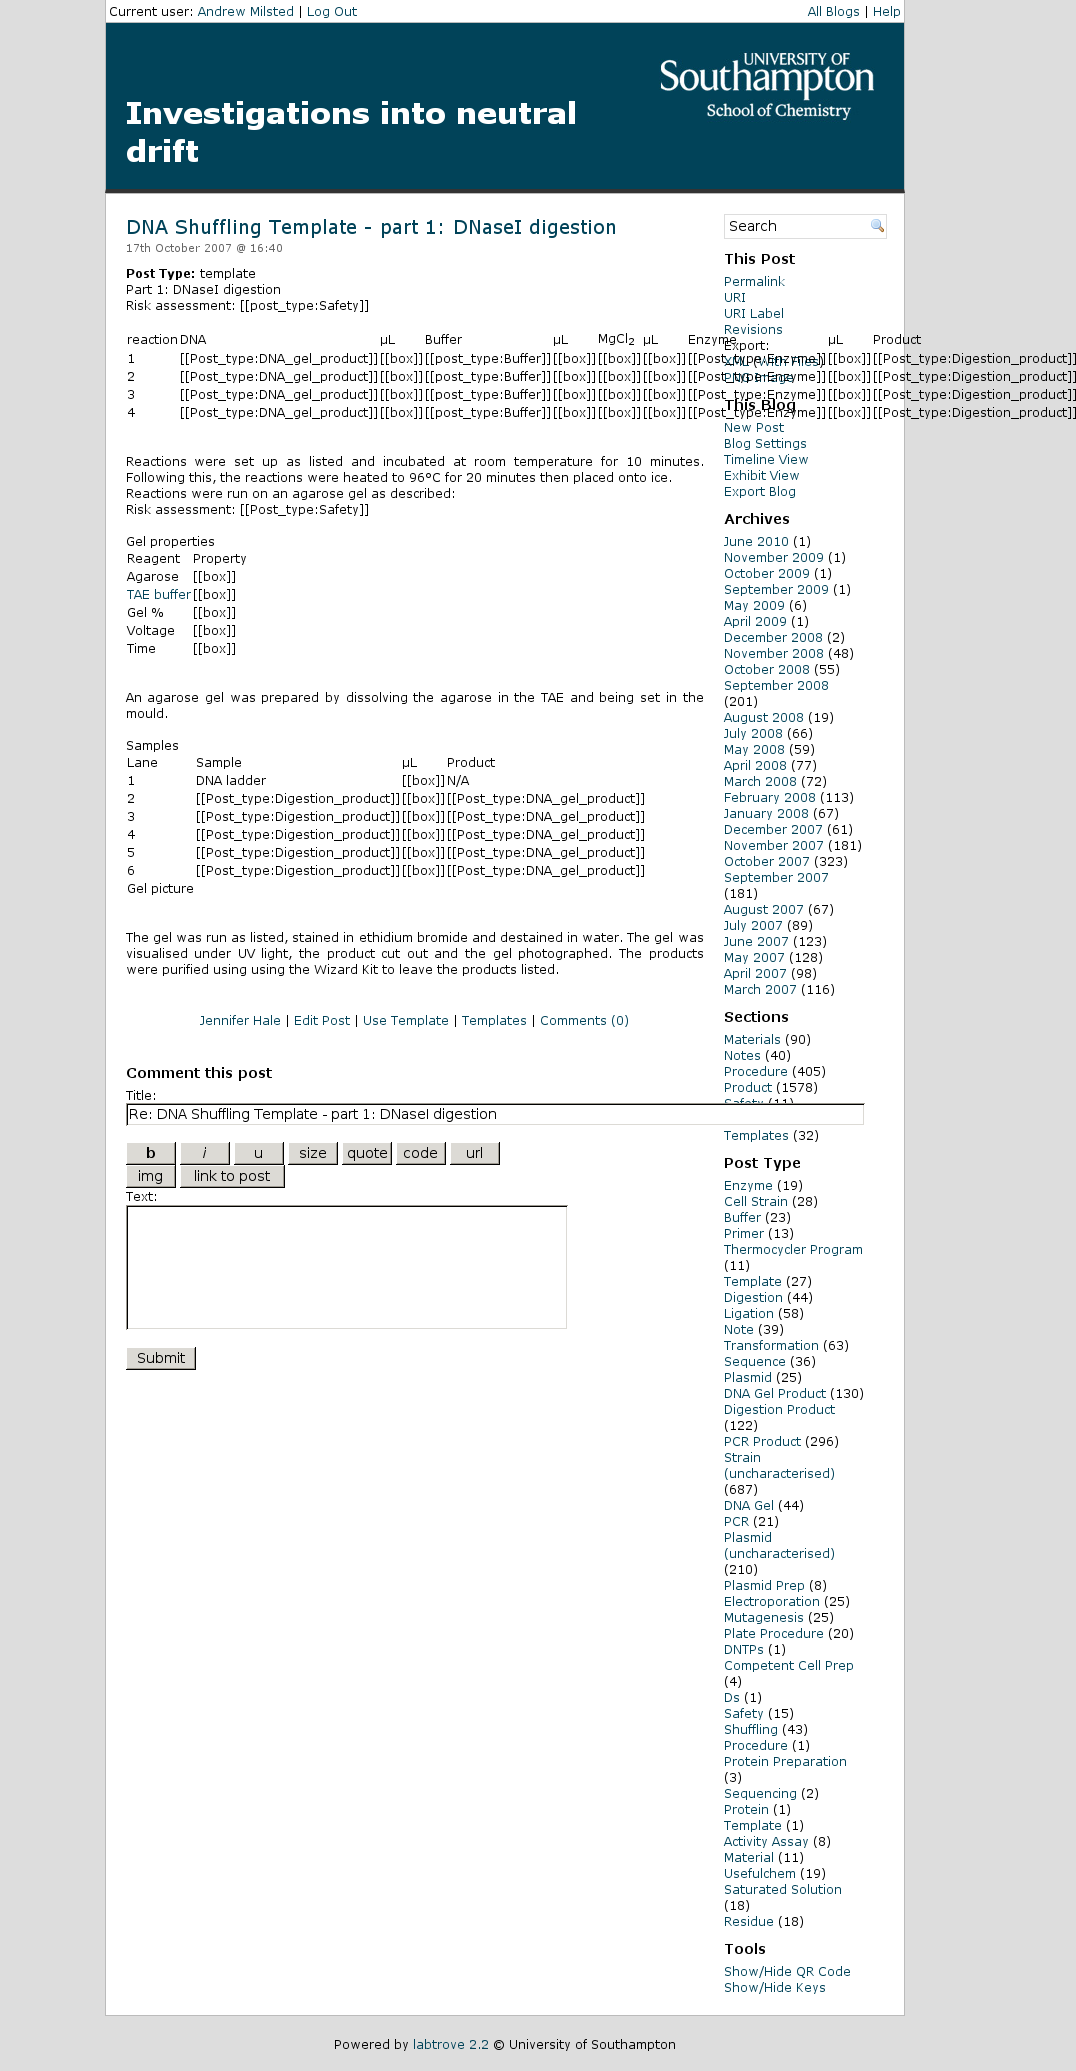 Current user: Andrew Milsted | Log Out
All Blogs | Help
UNIVERSITY OF
Southampton
School of Chemistry
Investigations into neutral
drift
DNA Shuffling Template - part 1: DNaseI digestion
17th October 2007 @ 16:40
Post Type: template
Part 1: DNaseI digestion
Risk assessment: [[post_type:Safety]]
reaction DNA µL Buffer µL MgCl2 µL Enzyme µL Product
1 [[Post_type:DNA_gel_product]] [[box]] [[post_type:Buffer]] [[box]] [[box]] [[box]] [[Post_type:Enzyme]] [[box]] [[Post_type:Digestion_product]]
2 [[Post_type:DNA_gel_product]] [[box]] [[post_type:Buffer]] [[box]] [[box]] [[box]] [[Post_type:Enzyme]] [[box]] [[Post_type:Digestion_product]]
3 [[Post_type:DNA_gel_product]] [[box]] [[post_type:Buffer]] [[box]] [[box]] [[box]] [[Post_type:Enzyme]] [[box]] [[Post_type:Digestion_product]]
4 [[Post_type:DNA_gel_product]] [[box]] [[post_type:Buffer]] [[box]] [[box]] [[box]] [[Post_type:Enzyme]] [[box]] [[Post_type:Digestion_product]]
Reactions were set up as listed and incubated at room temperature for 10 minutes.
Following this, the reactions were heated to 96°C for 20 minutes then placed onto ice.
Reactions were run on an agarose gel as described:
Risk assessment: [[Post_type:Safety]]
Gel properties
Reagent Property
Agarose [[box]]
TAE buffer [[box]]
Gel % [[box]]
Voltage [[box]]
Time [[box]]
An agarose gel was prepared by dissolving the agarose in the TAE and being set in the
mould.
Samples
Lane Sample µL Product
1 DNA ladder [[box]] N/A
2 [[Post_type:Digestion_product]] [[box]] [[Post_type:DNA_gel_product]]
3 [[Post_type:Digestion_product]] [[box]] [[Post_type:DNA_gel_product]]
4 [[Post_type:Digestion_product]] [[box]] [[Post_type:DNA_gel_product]]
5 [[Post_type:Digestion_product]] [[box]] [[Post_type:DNA_gel_product]]
6 [[Post_type:Digestion_product]] [[box]] [[Post_type:DNA_gel_product]]
Gel picture
The gel was run as listed, stained in ethidium bromide and destained in water. The gel was
visualised under UV light, the product cut out and the gel photographed. The products
were purified using using the Wizard Kit to leave the products listed.
Jennifer Hale | Edit Post | Use Template | Templates | Comments (0)
Comment this post
Title:
Re: DNA Shuffling Template - part 1: DNaseI digestion
b i u size quote code url
img link to post
Text:
Submit
Search
This Post
Permalink
URI
URI Label
Revisions
Export:
XML (With Files)
PNG Image
This Blog
New Post
Blog Settings
Timeline View
Exhibit View
Export Blog
Archives
June 2010 (1)
November 2009 (1)
October 2009 (1)
September 2009 (1)
May 2009 (6)
April 2009 (1)
December 2008 (2)
November 2008 (48)
October 2008 (55)
September 2008
(201)
August 2008 (19)
July 2008 (66)
May 2008 (59)
April 2008 (77)
March 2008 (72)
February 2008 (113)
January 2008 (67)
December 2007 (61)
November 2007 (181)
October 2007 (323)
September 2007
(181)
August 2007 (67)
July 2007 (89)
June 2007 (123)
May 2007 (128)
April 2007 (98)
March 2007 (116)
Sections
Materials (90)
Notes (40)
Procedure (405)
Product (1578)
Safety (11)
Templates (32)
Post Type
Enzyme (19)
Cell Strain (28)
Buffer (23)
Primer (13)
Thermocycler Program
(11)
Template (27)
Digestion (44)
Ligation (58)
Note (39)
Transformation (63)
Sequence (36)
Plasmid (25)
DNA Gel Product (130)
Digestion Product
(122)
PCR Product (296)
Strain
(uncharacterised)
(687)
DNA Gel (44)
PCR (21)
Plasmid
(uncharacterised)
(210)
Plasmid Prep (8)
Electroporation (25)
Mutagenesis (25)
Plate Procedure (20)
DNTPs (1)
Competent Cell Prep
(4)
Ds (1)
Safety (15)
Shuffling (43)
Procedure (1)
Protein Preparation
(3)
Sequencing (2)
Protein (1)
Template (1)
Activity Assay (8)
Material (11)
Usefulchem (19)
Saturated Solution
(18)
Residue (18)
Tools
Show/Hide QR Code
Show/Hide Keys
Powered by labtrove 2.2 © University of Southampton